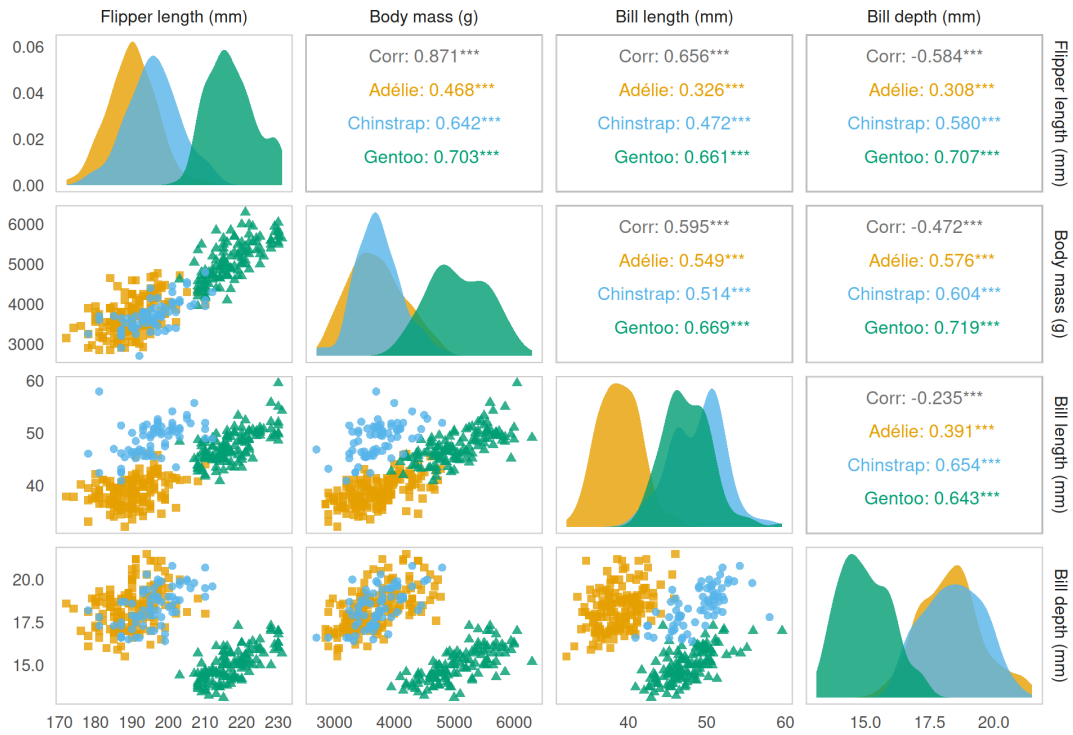 Flipper length (mm) Body mass (g) Bill length (mm) Bill depth (mm)
0.06
0.04
0.02
0.00
Corr: 0.871***
Adélie: 0.468***
Chinstrap: 0.642***
Gentoo: 0.703***
Corr: 0.656***
Adélie: 0.326***
Chinstrap: 0.472***
Gentoo: 0.661***
Corr: -0.584***
Adélie: 0.308***
Chinstrap: 0.580***
Gentoo: 0.707***
Flipper length (mm)
6000
5000
4000
3000
Corr: 0.595***
Adélie: 0.549***
Chinstrap: 0.514***
Gentoo: 0.669***
Corr: -0.472***
Adélie: 0.576***
Chinstrap: 0.604***
Gentoo: 0.719***
Body mass (g)
60
50
40
Corr: -0.235***
Adélie: 0.391***
Chinstrap: 0.654***
Gentoo: 0.643***
Bill length (mm)
20.0
17.5
15.0
Bill depth (mm)
170 180 190 200 210 220 230 3000 4000 5000 6000 40 50 60 15.0 17.5 20.0